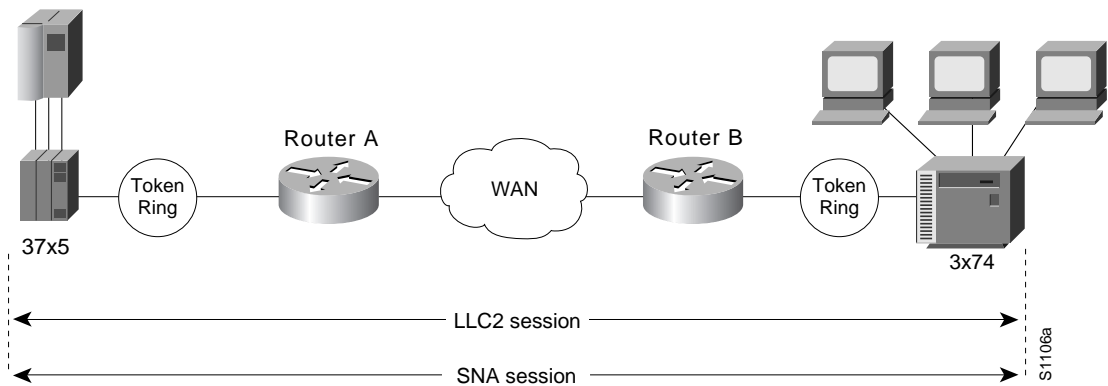 Router A
Router B
Token
Ring
WAN
Token
Ring
37x5
3x74
LLC2 session
SNA session
S1106a